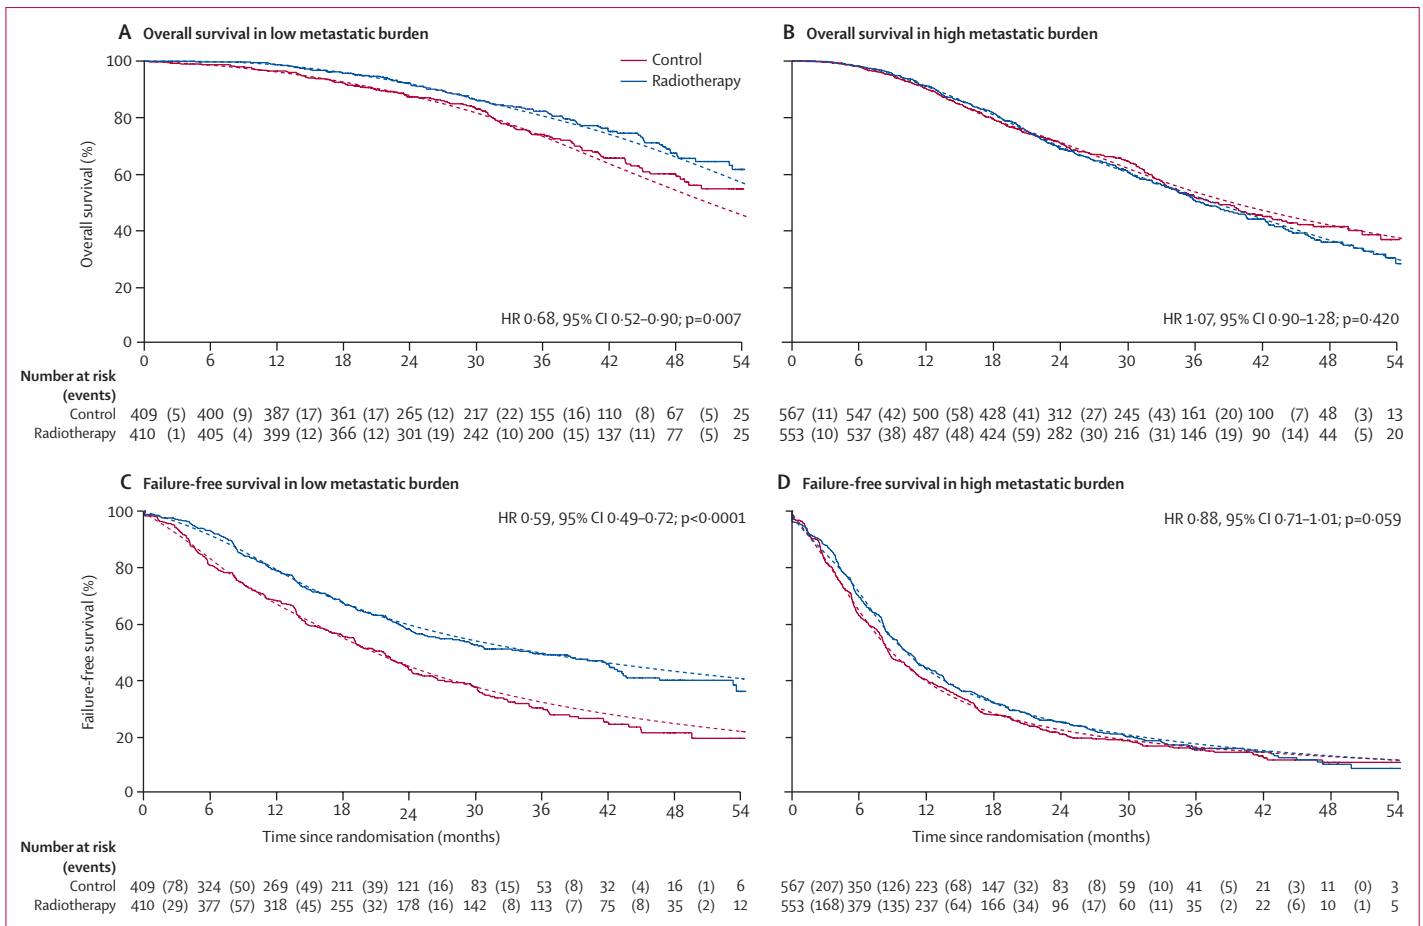 A Overall survival in low metastatic burden
Control
Radiotherapy
Overall survival (%)
100
80
60
40
20
0
HR 0·68, 95% CI 0·52–0·90; p=0·007
0 6 12 18 24 30 36 42 48 54
B Overall survival in high metastatic burden
HR 1·07, 95% CI 0·90–1·28; p=0·420
0 6 12 18 24 30 36 42 48 54
Number at risk
(events)
Control 409 (5) 400 (9) 387 (17) 361 (17) 265 (12) 217 (22) 155 (16) 110 (8) 67 (5) 25
Radiotherapy 410 (1) 405 (4) 399 (12) 366 (12) 301 (19) 242 (10) 200 (15) 137 (11) 77 (5) 25
567 (11) 547 (42) 500 (58) 428 (41) 312 (27) 245 (43) 161 (20) 100 (7) 48 (3) 13
553 (10) 537 (38) 487 (48) 424 (59) 282 (30) 216 (31) 146 (19) 90 (14) 44 (5) 20
C Failure-free survival in low metastatic burden
HR 0·59, 95% CI 0·49–0·72; p<0·0001
Failure-free survival (%)
100
80
60
40
20
0
0 6 12 18 24 30 36 42 48 54
Time since randomisation (months)
D Failure-free survival in high metastatic burden
HR 0·88, 95% CI 0·71–1·01; p=0·059
0 6 12 18 24 30 36 42 48 54
Time since randomisation (months)
Number at risk
(events)
Control 409 (78) 324 (50) 269 (49) 211 (39) 121 (16) 83 (15) 53 (8) 32 (4) 16 (1) 6
Radiotherapy 410 (29) 377 (57) 318 (45) 255 (32) 178 (16) 142 (8) 113 (7) 75 (8) 35 (2) 12
567 (207) 350 (126) 223 (68) 147 (32) 83 (8) 59 (10) 41 (5) 21 (3) 11 (0) 3
553 (168) 379 (135) 237 (64) 166 (34) 96 (17) 60 (11) 35 (2) 22 (6) 10 (1) 5